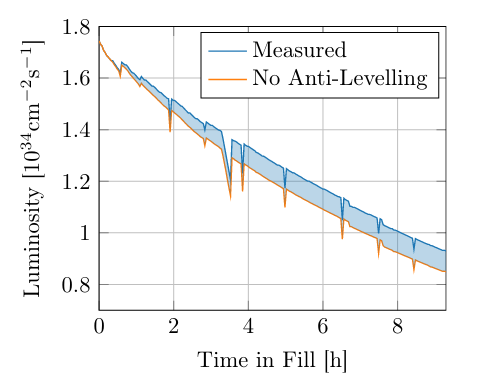 Measured
No Anti-Levelling
Luminosity [10³⁴cm⁻²s⁻¹]
1.8
1.6
1.4
1.2
1
0.8
0 2 4 6 8
Time in Fill [h]